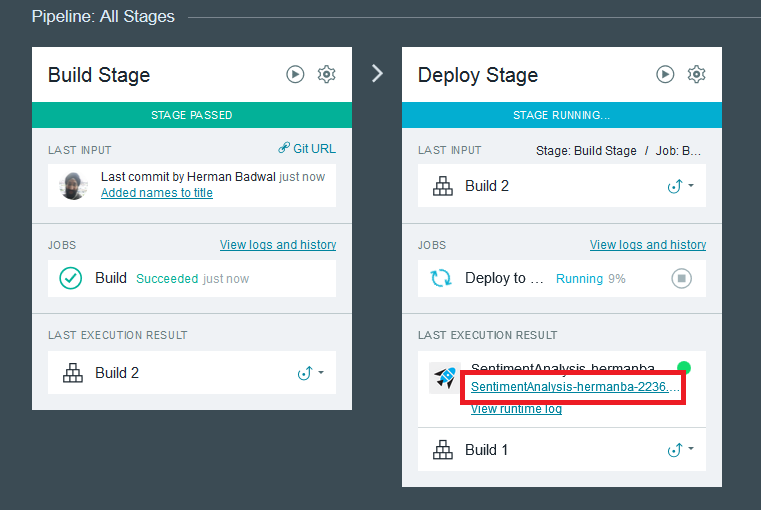 Pipeline: All Stages
Build Stage
STAGE PASSED
LAST INPUT
Git URL
Last commit by Herman Badwal just now
Added names to title
JOBS
View logs and history
Build Succeeded just now
LAST EXECUTION RESULT
Build 2
Deploy Stage
STAGE RUNNING...
LAST INPUT
Stage: Build Stage / Job: B...
Build 2
JOBS
View logs and history
Deploy to ... Running 9%
LAST EXECUTION RESULT
SentimentAnalysis-hermanba
SentimentAnalysis-hermanba-2236....
View runtime log
Build 1